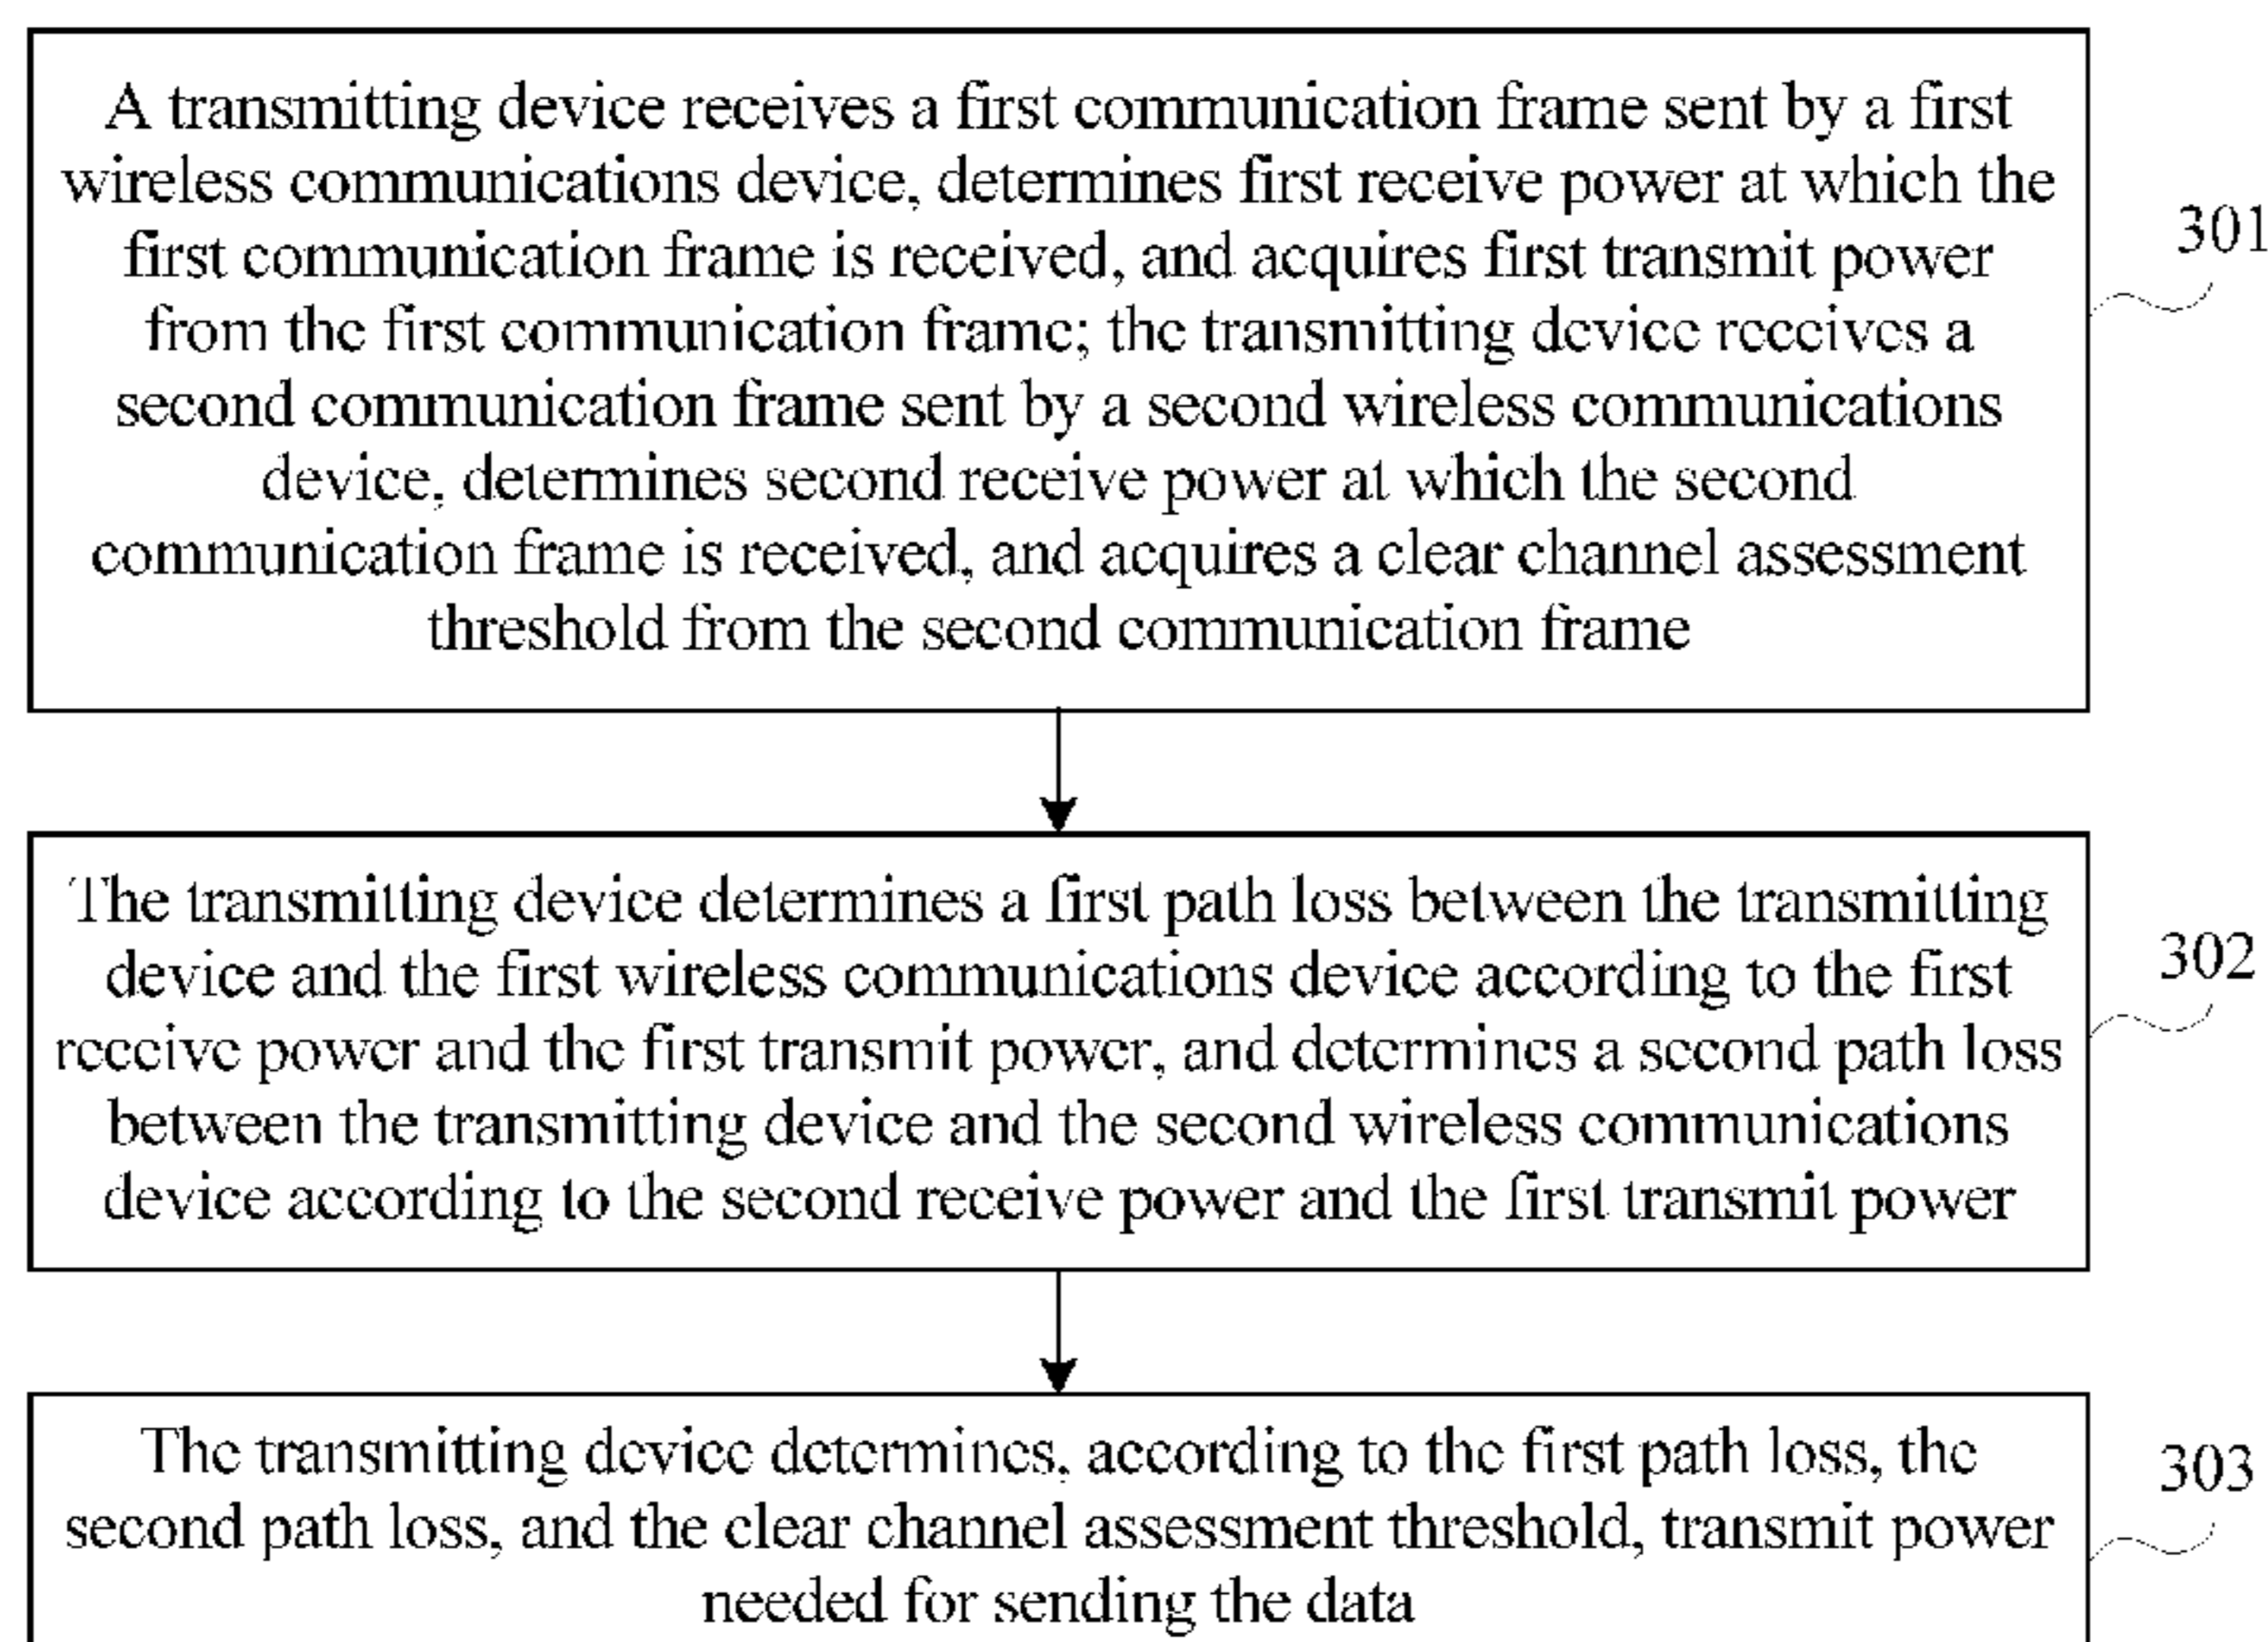 A transmitting device receives a first communication frame sent by a first
wireless communications device, determines first receive power at which the
first communication frame is received, and acquires first transmit power
from the first communication frame; the transmitting device receives a
second communication frame sent by a second wireless communications
device, determines second receive power at which the second
communication frame is received, and acquires a clear channel assessment
threshold from the second communication frame
301
The transmitting device determines a first path loss between the transmitting
device and the first wireless communications device according to the first
receive power and the first transmit power, and determines a second path loss
between the transmitting device and the second wireless communications
device according to the second receive power and the first transmit power
302
The transmitting device determines, according to the first path loss, the
second path loss, and the clear channel assessment threshold, transmit power
needed for sending the data
303